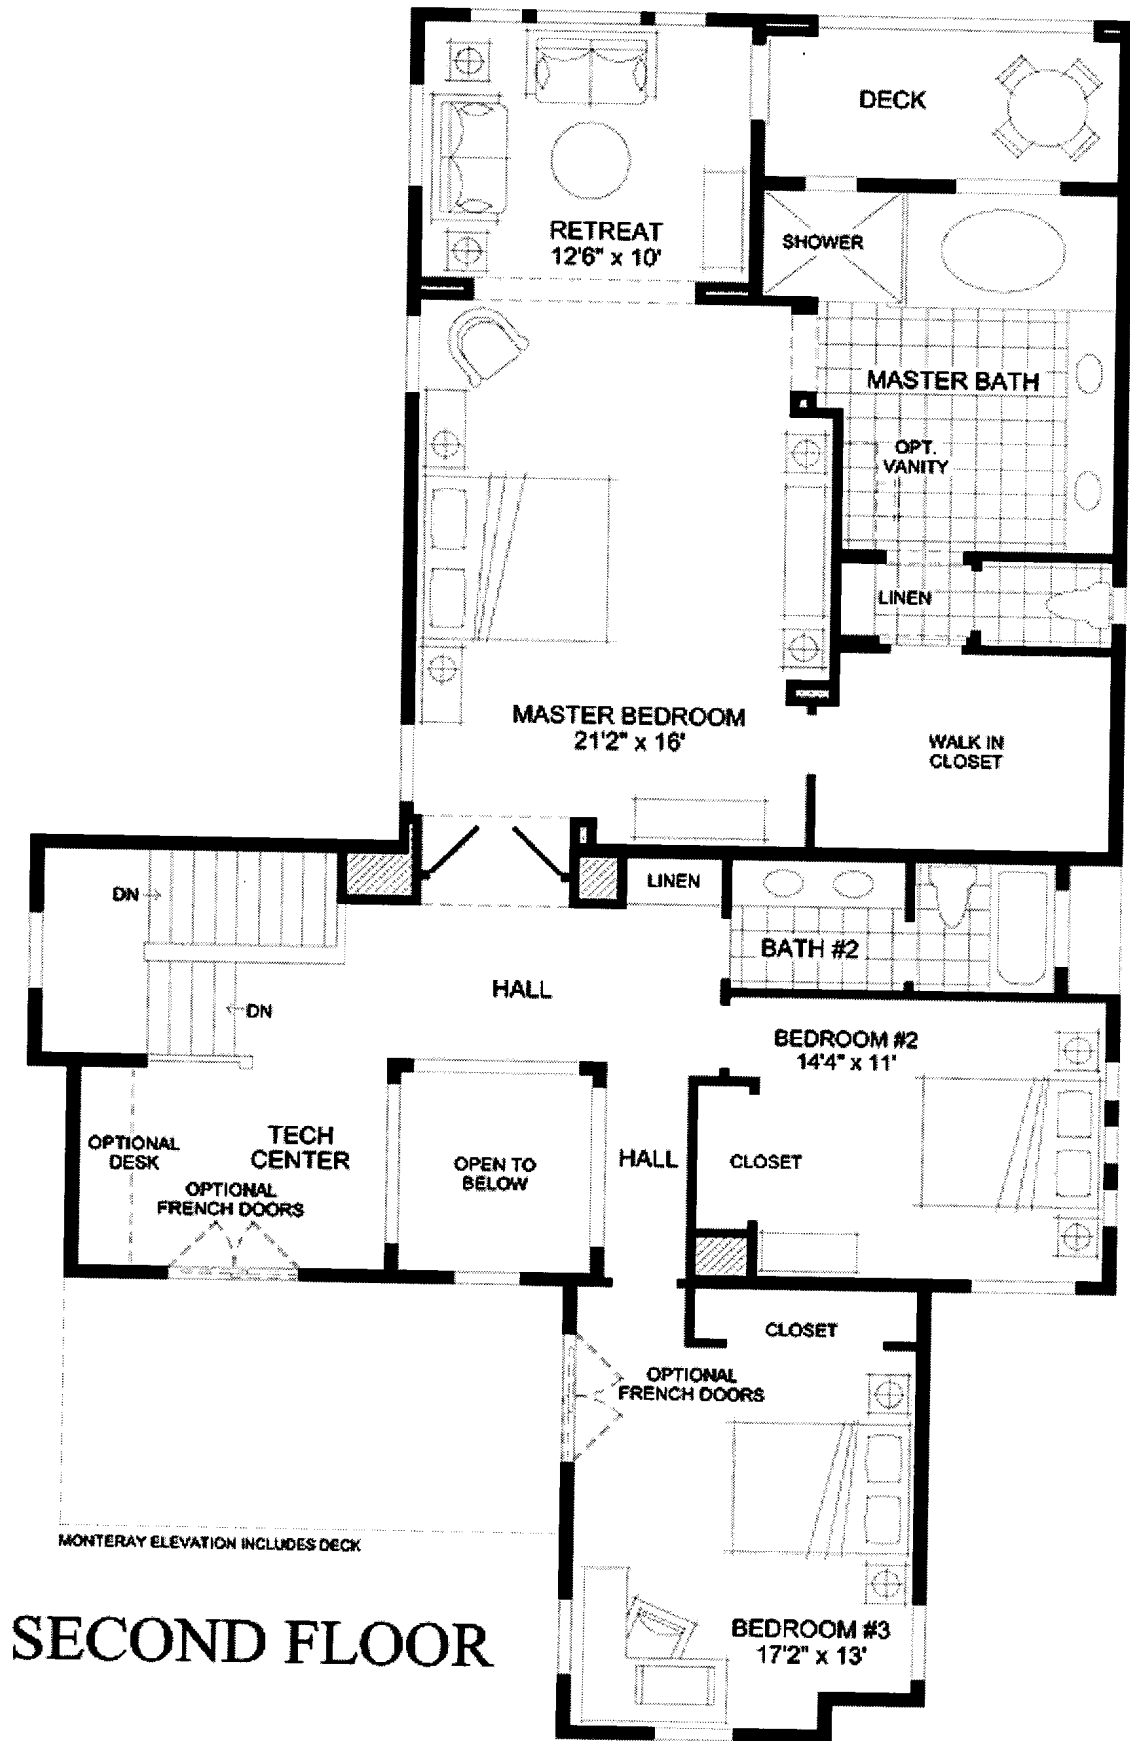 DECK
RETREAT
12'6" x 10'
SHOWER
MASTER BATH
OPT.
VANITY
LINEN
MASTER BEDROOM
21'2" x 16'
WALK IN
CLOSET
DN
LINEN
BATH #2
HALL
DN
BEDROOM #2
14'4" x 11'
OPTIONAL
DESK
TECH
CENTER
OPTIONAL
FRENCH DOORS
OPEN TO
BELOW
HALL
CLOSET
CLOSET
OPTIONAL
FRENCH DOORS
MONTERAY ELEVATION INCLUDES DECK
SECOND FLOOR
BEDROOM #3
17'2" x 13'